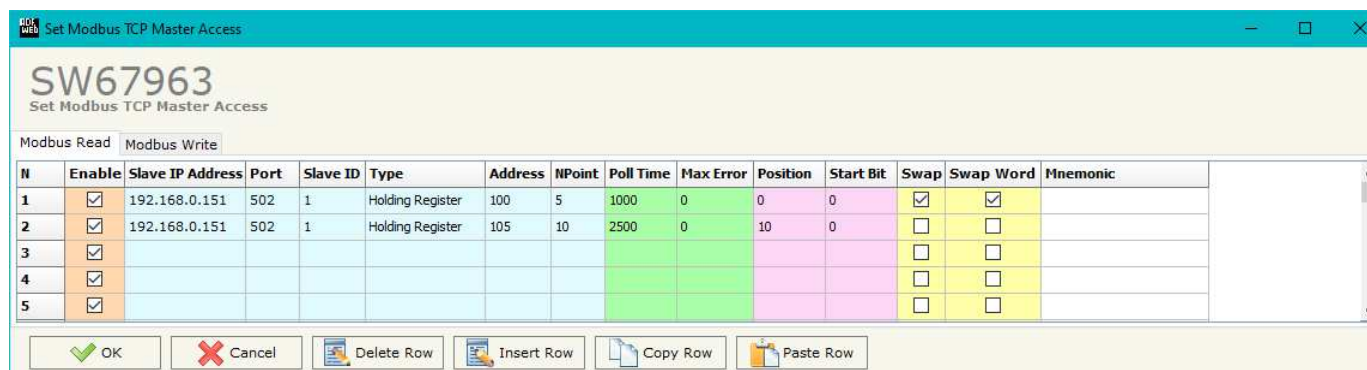 ADF WEB Set Modbus TCP Master Access
SW67963
Set Modbus TCP Master Access
Modbus Read Modbus Write
N Enable Slave IP Address Port Slave ID Type Address NPoint Poll Time Max Error Position Start Bit Swap Swap Word Mnemonic
1 192.168.0.151 502 1 Holding Register 100 5 1000 0 0 0
2 192.168.0.151 502 1 Holding Register 105 10 2500 0 10 0
3
4
5
OK Cancel Delete Row Insert Row Copy Row Paste Row